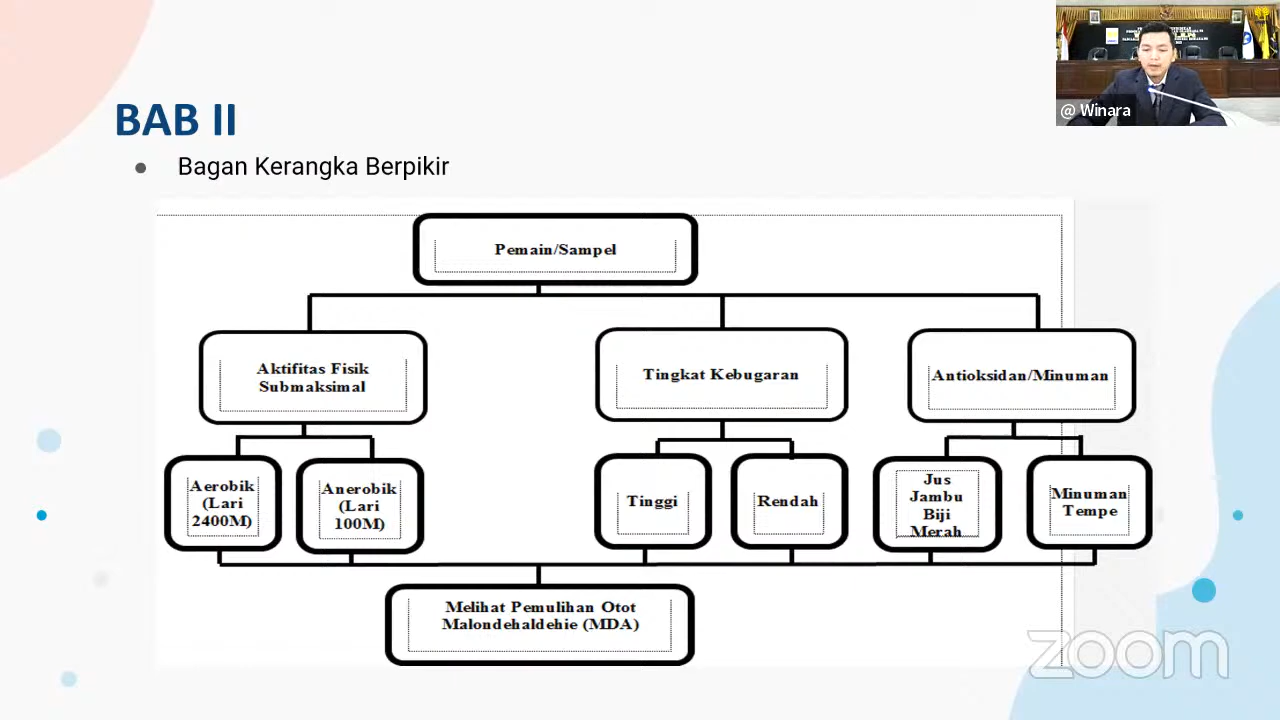 @ Winara
BAB II
Bagan Kerangka Berpikir
Pemain/Sampel
Aktifitas Fisik
Submaksimal
Tingkat Kebugaran
Antioksidan/Minuman
Aerobik
(Lari
2400M)
Anerobik
(Lari
100M)
Tinggi
Rendah
Jus
Jambu
Biji
Merah
Minuman
Tempe
Melihat Pemulihan Otot
Malondehaldehie (MDA)
zoom